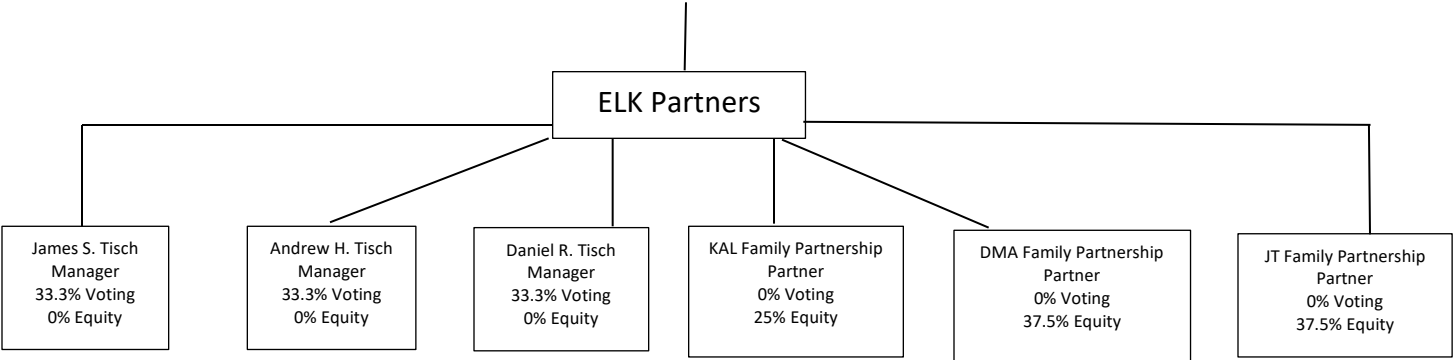 ELK Partners
James S. Tisch
Manager
33.3% Voting
0% Equity
Andrew H. Tisch
Manager
33.3% Voting
0% Equity
Daniel R. Tisch
Manager
33.3% Voting
0% Equity
KAL Family Partnership
Partner
0% Voting
25% Equity
DMA Family Partnership
Partner
0% Voting
37.5% Equity
JT Family Partnership
Partner
0% Voting
37.5% Equity